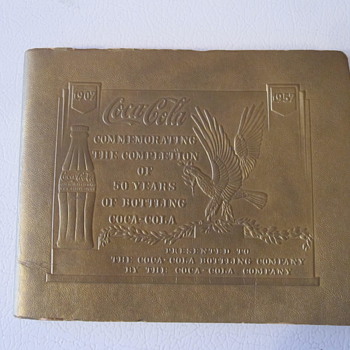 1907
1957
Coca-Cola
COMMEMORATING
THE COMPLETION
OF
50 YEARS
OF BOTTLING
COCA-COLA
PRESENTED TO
THE COCA-COLA BOTTLING COMPANY
BY THE COCA-COLA COMPANY